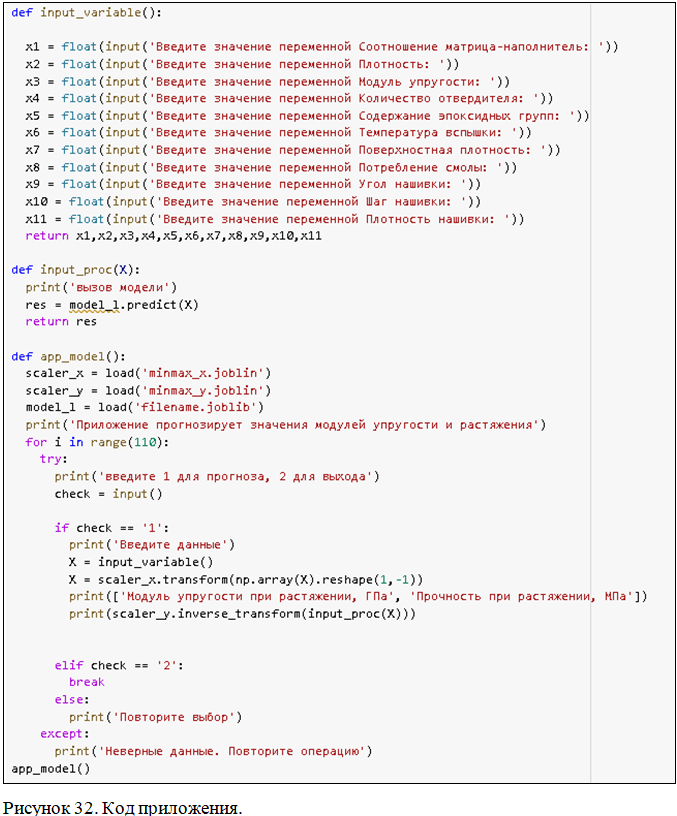 def input_variable():
x1 = float(input('Введите значение переменной Соотношение матрица-наполнитель: '))
x2 = float(input('Введите значение переменной Плотность: '))
x3 = float(input('Введите значение переменной Модуль упругости: '))
x4 = float(input('Введите значение переменной Количество отвердителя: '))
x5 = float(input('Введите значение переменной Содержание эпоксидных групп: '))
x6 = float(input('Введите значение переменной Температура вспышки: '))
x7 = float(input('Введите значение переменной Поверхностная плотность: '))
x8 = float(input('Введите значение переменной Потребление смолы: '))
x9 = float(input('Введите значение переменной Угол нашивки: '))
x10 = float(input('Введите значение переменной Шаг нашивки: '))
x11 = float(input('Введите значение переменной Плотность нашивки: '))
return x1,x2,x3,x4,x5,x6,x7,x8,x9,x10,x11
def input_proc(X):
print('вызов модели')
res = model_l.predict(X)
return res
def app_model():
scaler_x = load('minmax_x.joblin')
scaler_y = load('minmax_y.joblin')
model_l = load('filename.joblib')
print('Приложение прогнозирует значения модулей упругости и растяжения')
for i in range(110):
try:
print('введите 1 для прогноза, 2 для выхода')
check = input()
if check == '1':
print('Введите данные')
X = input_variable()
X = scaler_x.transform(np.array(X).reshape(1,-1))
print(['Модуль упругости при растяжении, ГПа', 'Прочность при растяжении, МПа'])
print(scaler_y.inverse_transform(input_proc(X)))
elif check == '2':
break
else:
print('Повторите выбор')
except:
print('Неверные данные. Повторите операцию')
app_model()
Рисунок 32. Код приложения.